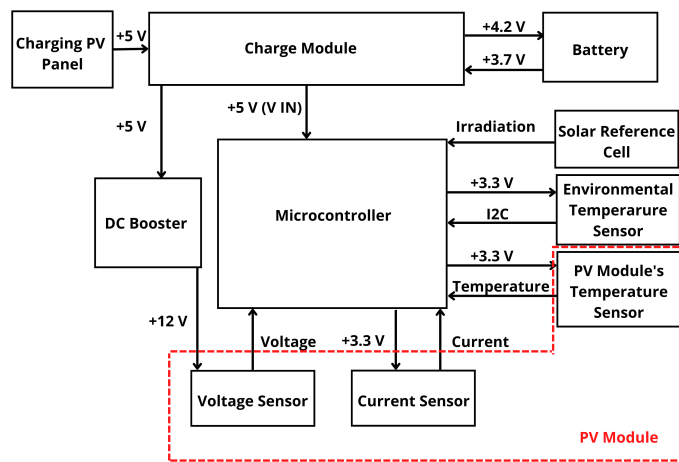 Charging PV
Panel
+5 V
Charge Module
+4.2 V
+3.7 V
Battery
+5 V
+5 V (V IN)
Irradiation
Solar Reference
Cell
DC Booster
Microcontroller
+3.3 V
I2C
Environmental
Temperarure
Sensor
+3.3 V
Temperature
PV Module's
Temperature
Sensor
+12 V
Voltage
+3.3 V
Current
Voltage Sensor
Current Sensor
PV Module